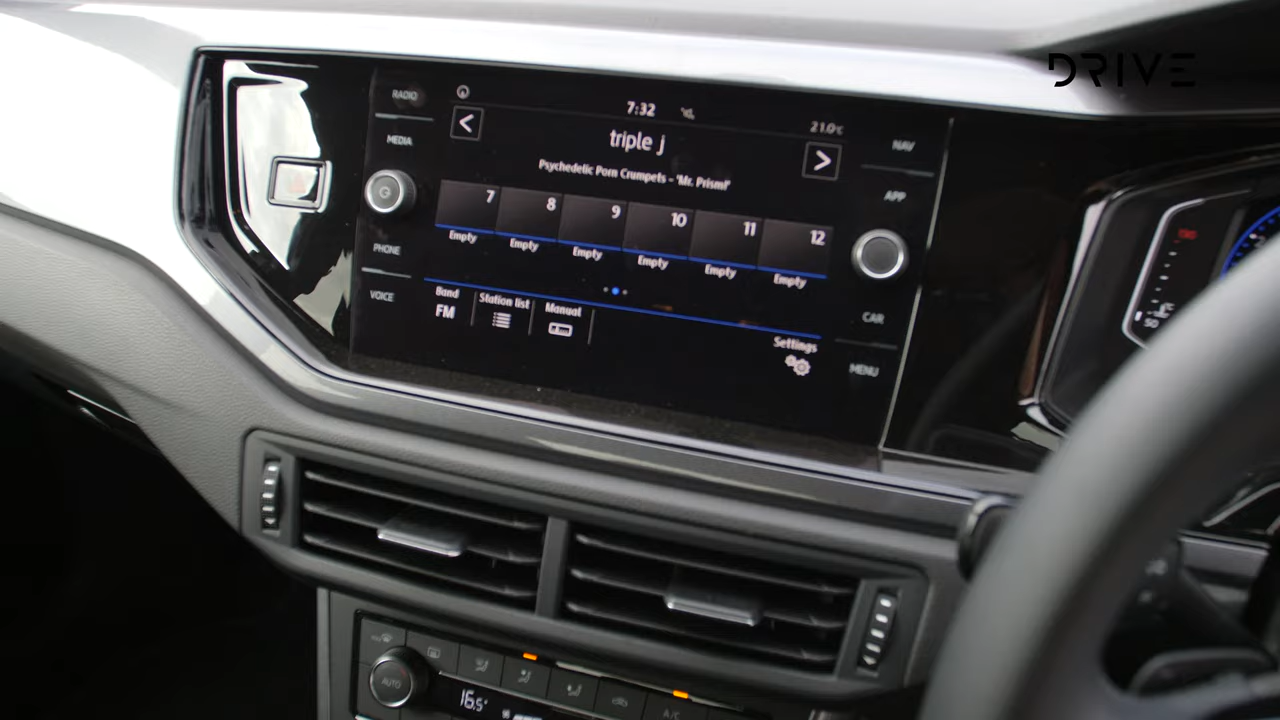 DRIVE
RADIO
7:32
21.0°C
MEDIA
triple j
NAV
Psychedelic Porn Crumpets - 'Mr. Prism!'
APP
7 8 9 10 11 12
Empty Empty Empty Empty Empty Empty
PHONE
VOICE
Band Station list Manual
FM
Settings
CAR
MENU
50
AUTO
16.5°
A/C